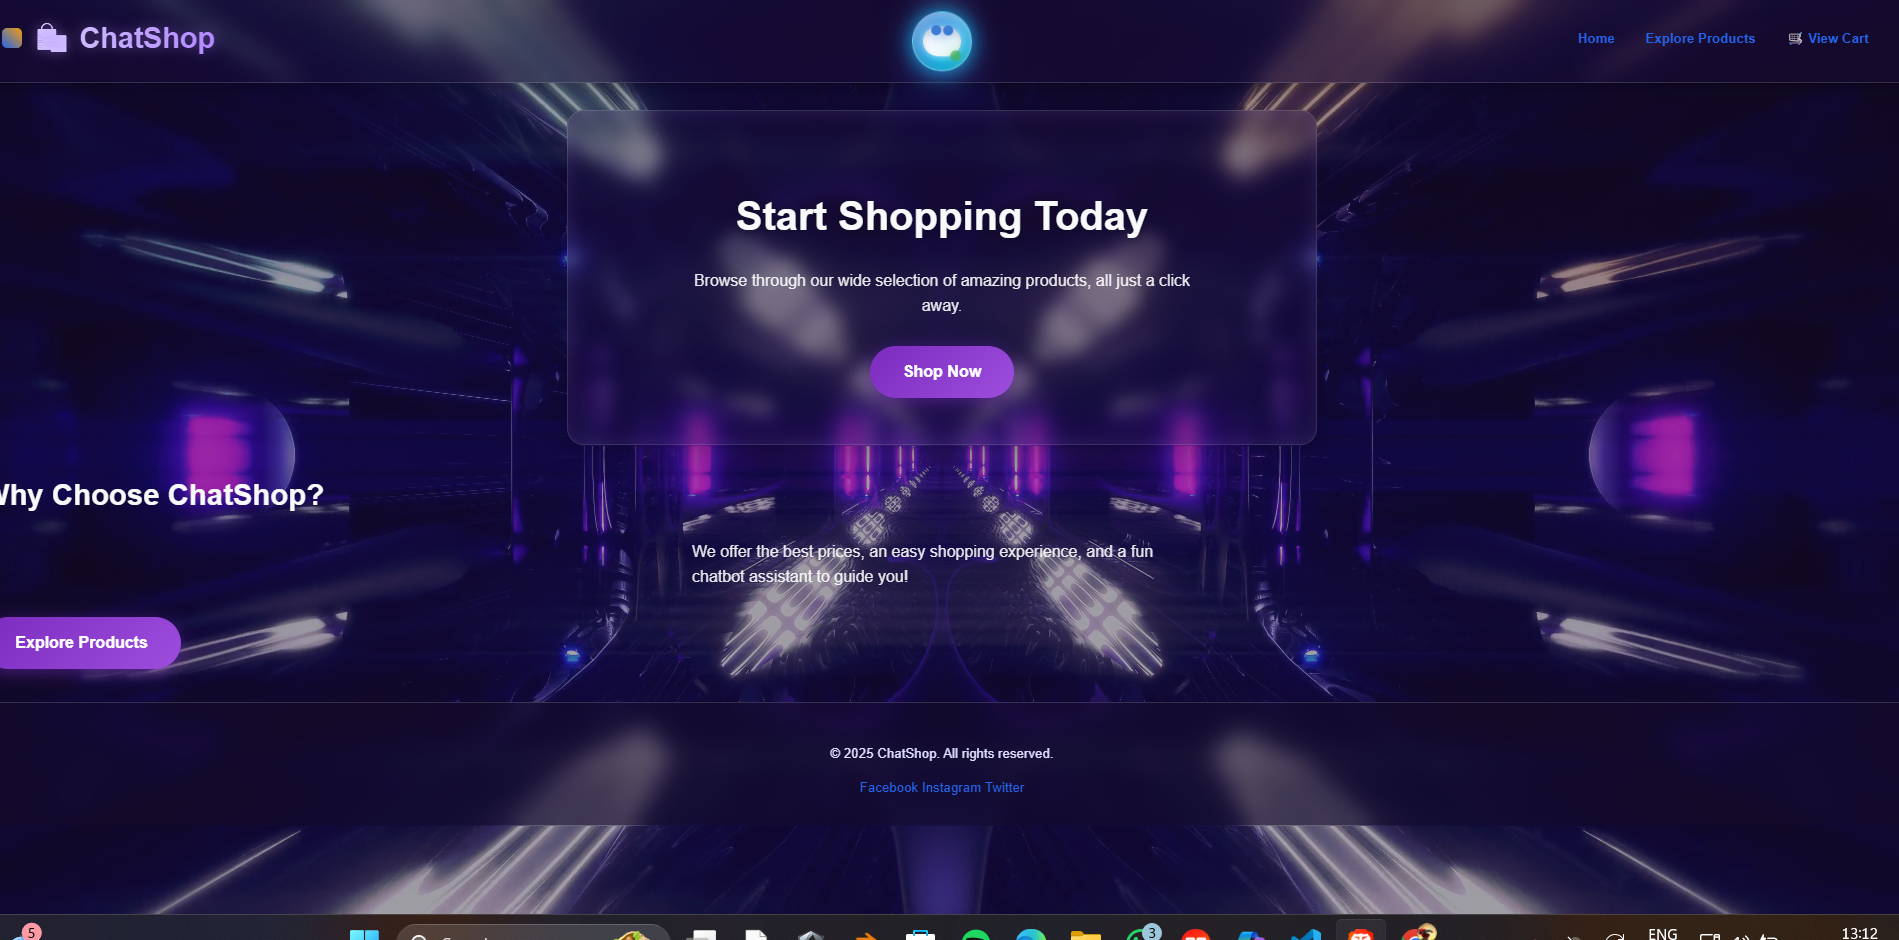 ChatShop
Home Explore Products View Cart
Start Shopping Today
Browse through our wide selection of amazing products, all just a click
away.
Shop Now
Why Choose ChatShop?
We offer the best prices, an easy shopping experience, and a fun
chatbot assistant to guide you!
Explore Products
© 2025 ChatShop. All rights reserved.
Facebook Instagram Twitter
5
3
ENG
13:12